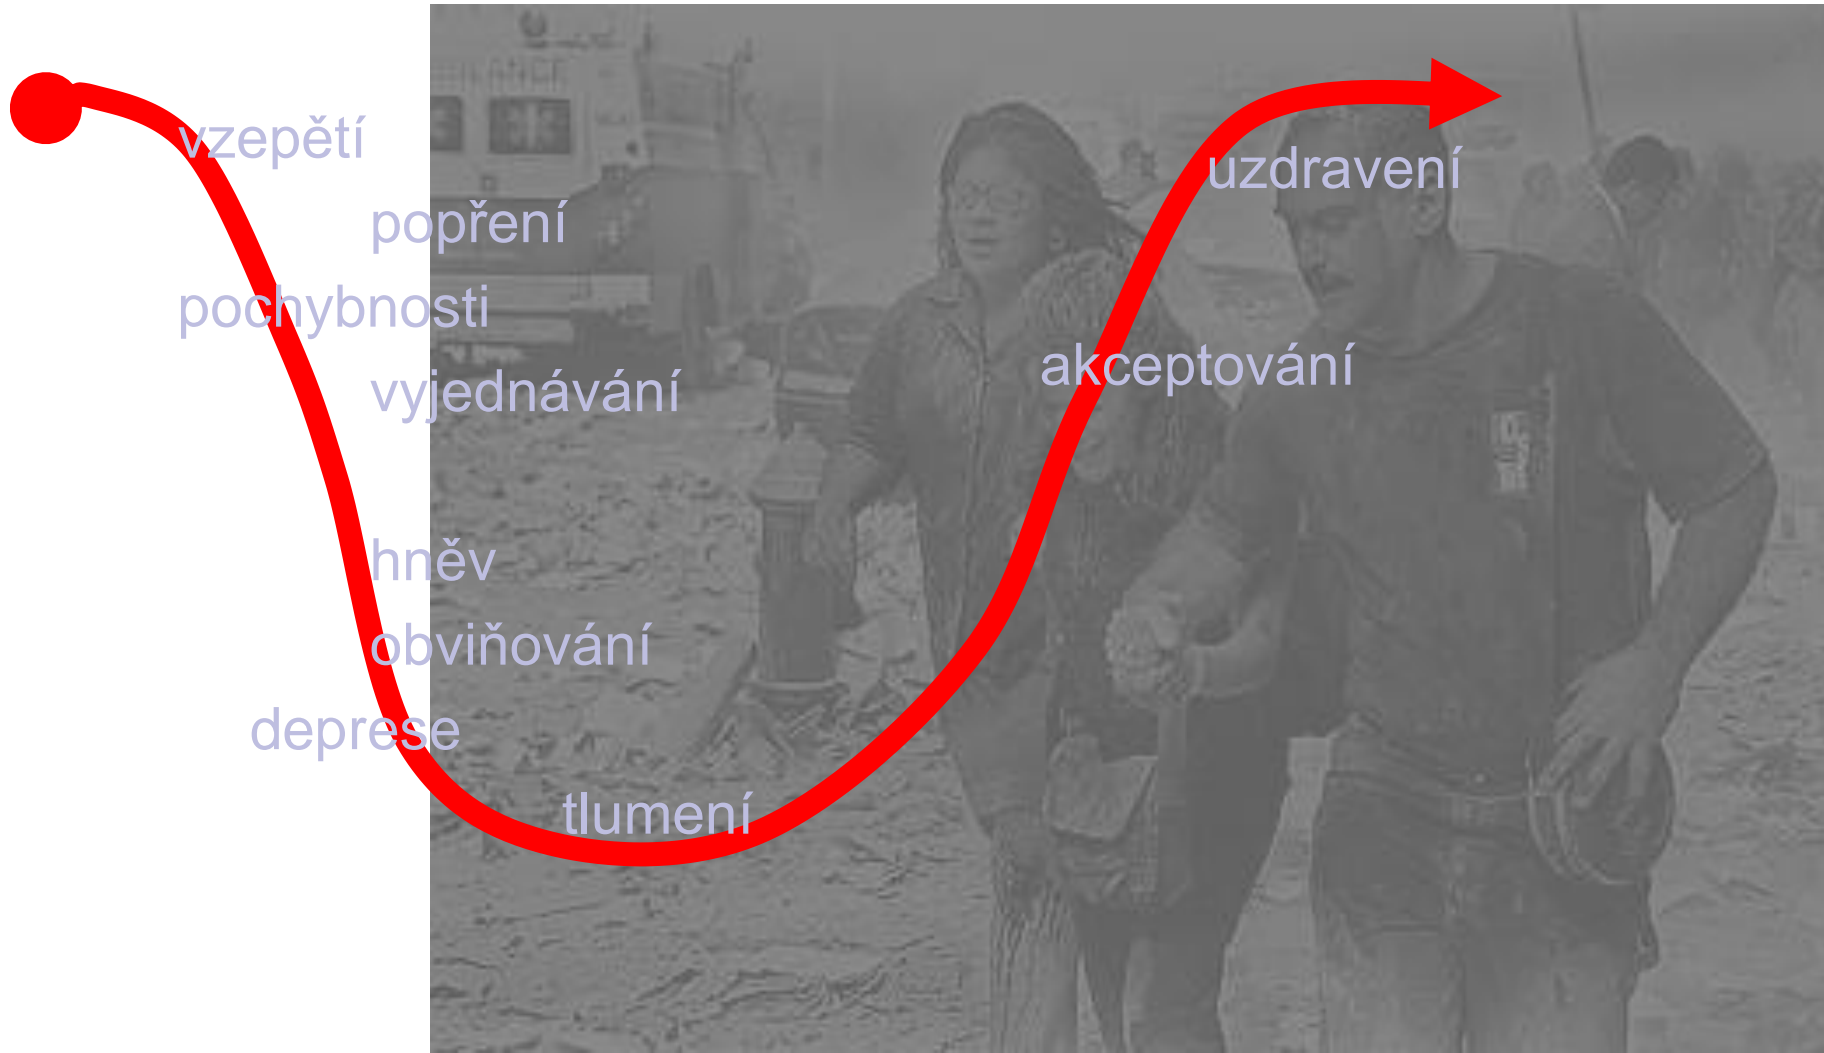 vzepětí
popření
pochybnosti
vyjednávání
hněv
obviňování
deprese
tlumení
akceptování
uzdravení